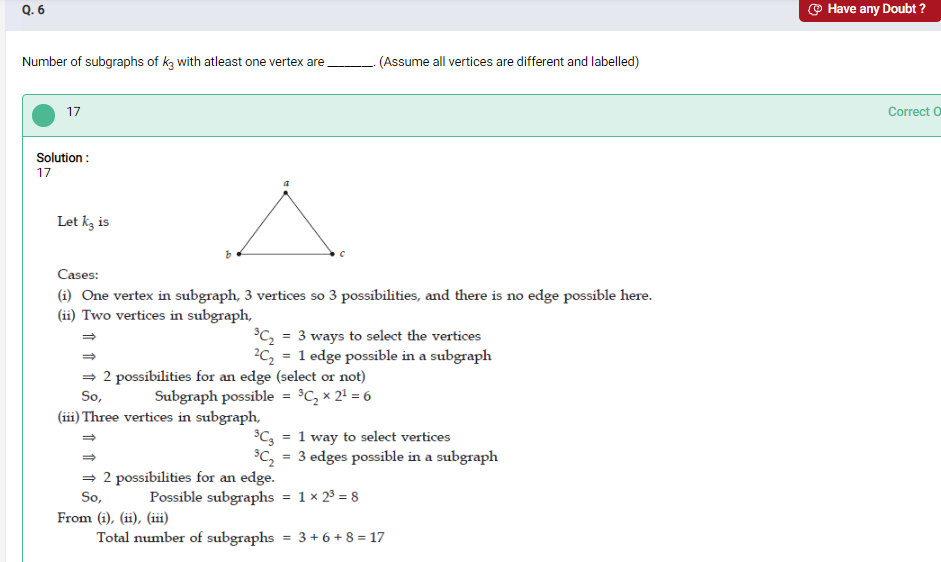 Q. 6
Have any Doubt ?
Number of subgraphs of k₃ with atleast one vertex are ________. (Assume all vertices are different and labelled)
17
Correct O
Solution :
17
a
Let k₃ is
b
c
Cases:
(i) One vertex in subgraph, 3 vertices so 3 possibilities, and there is no edge possible here.
(ii) Two vertices in subgraph,
⇒ ³C₂ = 3 ways to select the vertices
⇒ ²C₂ = 1 edge possible in a subgraph
⇒ 2 possibilities for an edge (select or not)
So, Subgraph possible = ³C₂ × 2¹ = 6
(iii) Three vertices in subgraph,
⇒ ³C₃ = 1 way to select vertices
⇒ ³C₂ = 3 edges possible in a subgraph
⇒ 2 possibilities for an edge.
So, Possible subgraphs = 1 × 2³ = 8
From (i), (ii), (iii)
Total number of subgraphs = 3 + 6 + 8 = 17